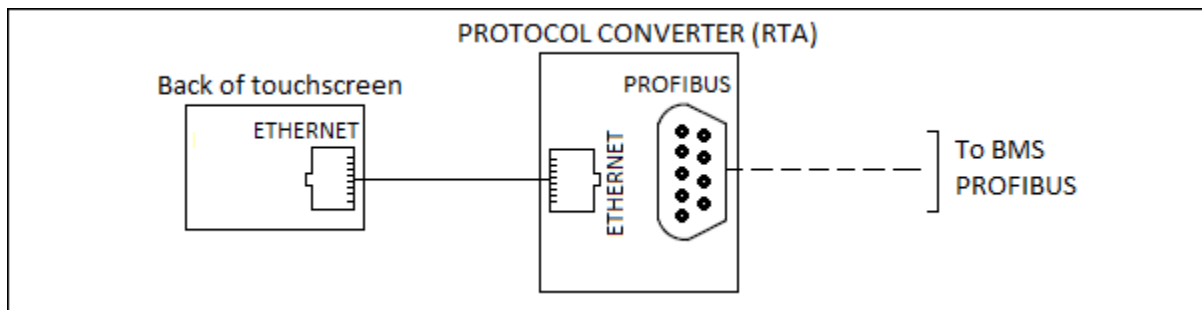 PROTOCOL CONVERTER (RTA)
Back of touchscreen
PROFIBUS
ETHERNET
ETHERNET
To BMS
PROFIBUS